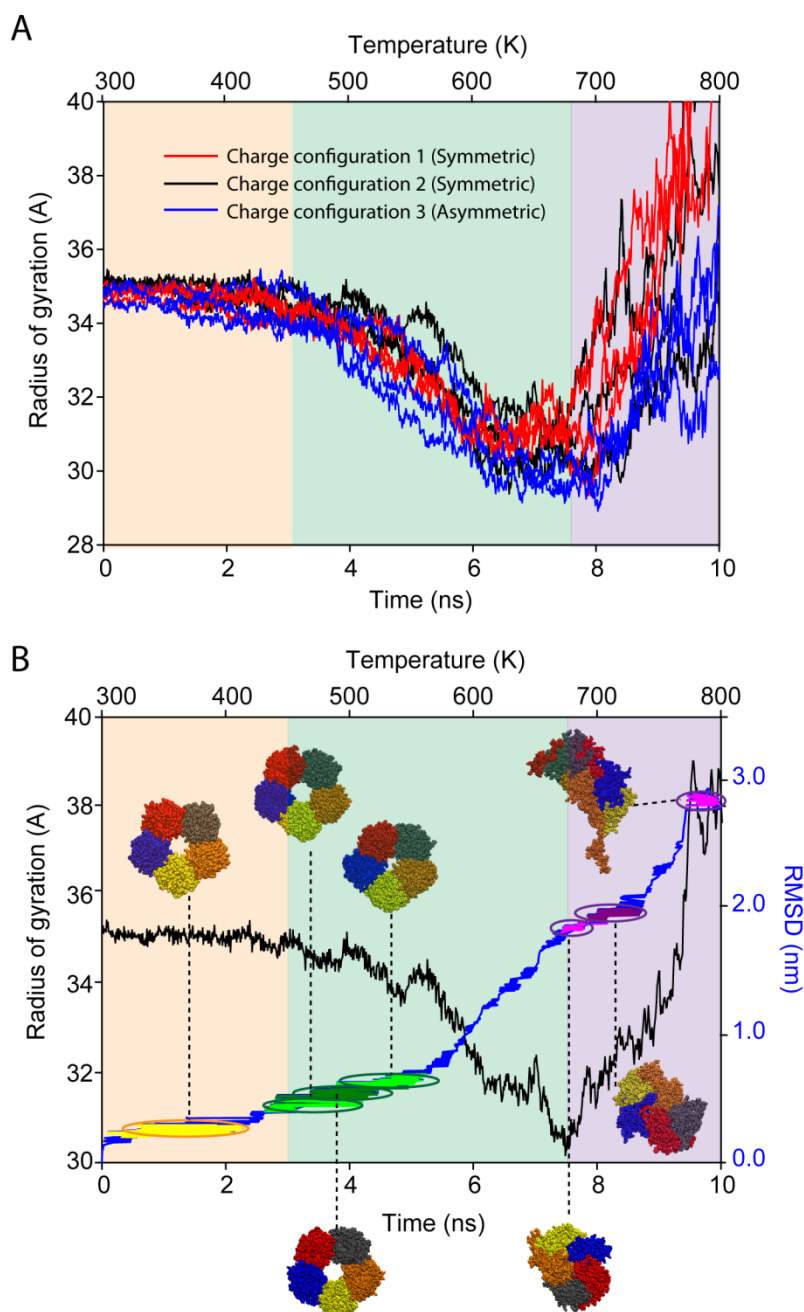 A
Temperature (K)
300 400 500 600 700 800
40
38
36
34
32
30
28
Radius of gyration (A)
Charge configuration 1 (Symmetric)
Charge configuration 2 (Symmetric)
Charge configuration 3 (Asymmetric)
0 2 4 6 8 10
Time (ns)
B
Temperature (K)
300 400 500 600 700 800
40
38
36
35
34
32
30
Radius of gyration (A)
3.0
2.0
1.0
0.0
RMSD (nm)
0 2 4 6 8 10
Time (ns)